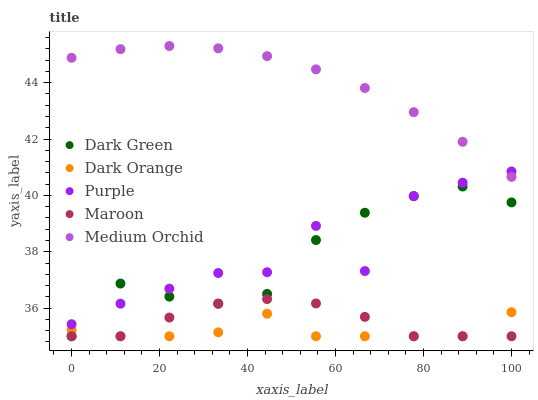 title
yaxis_label
44
42
40
38
36
Dark Green
Dark Orange
Purple
Maroon
Medium Orchid
0 20 40 60 80 100
xaxis_label